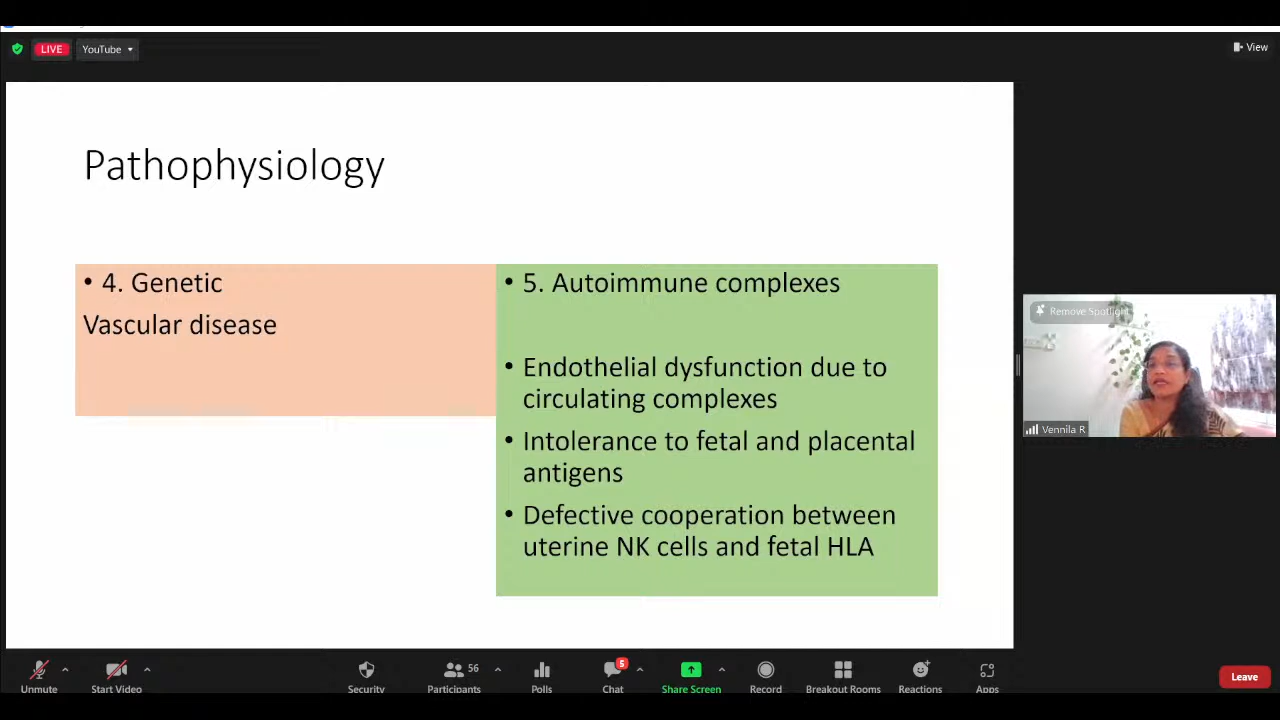 LIVE
YouTube
View
Pathophysiology
• 4. Genetic
Vascular disease
• 5. Autoimmune complexes
• Endothelial dysfunction due to
circulating complexes
• Intolerance to fetal and placental
antigens
• Defective cooperation between
uterine NK cells and fetal HLA
Remove Spotlight
Vennila R
Unmute
Start Video
Security
56
Participants
Polls
5
Chat
Share Screen
Record
Breakout Rooms
Reactions
Apps
Leave